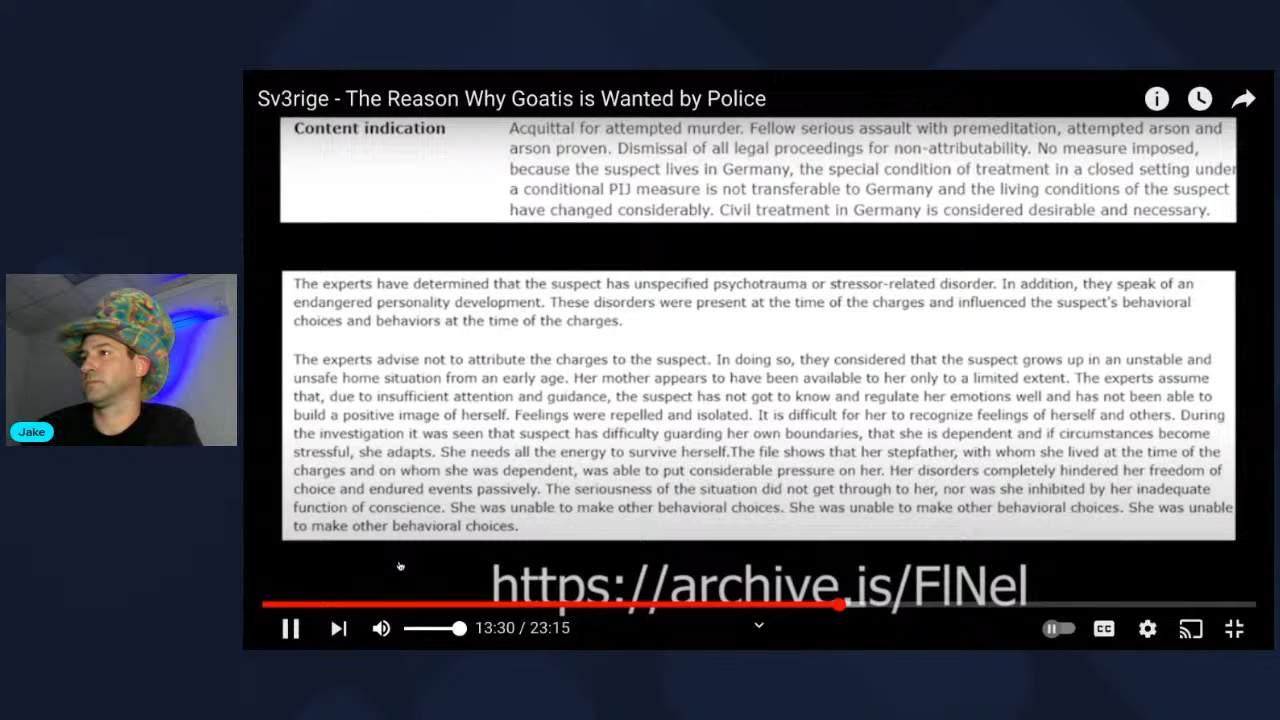 Sv3rige - The Reason Why Goatis is Wanted by Police
Content indication
Acquittal for attempted murder. Fellow serious assault with premeditation, attempted arson and
arson proven. Dismissal of all legal proceedings for non-attributability. No measure imposed,
because the suspect lives in Germany, the special condition of treatment in a closed setting under
a conditional PIJ measure is not transferable to Germany and the living conditions of the suspect
have changed considerably. Civil treatment in Germany is considered desirable and necessary.
The experts have determined that the suspect has unspecified psychotrauma or stressor-related disorder. In addition, they speak of an
endangered personality development. These disorders were present at the time of the charges and influenced the suspect's behavioral
choices and behaviors at the time of the charges.
The experts advise not to attribute the charges to the suspect. In doing so, they considered that the suspect grows up in an unstable and
unsafe home situation from an early age. Her mother appears to have been available to her only to a limited extent. The experts assume
that, due to insufficient attention and guidance, the suspect has not got to know and regulate her emotions well and has not been able to
build a positive image of herself. Feelings were repelled and isolated. It is difficult for her to recognize feelings of herself and others. During
the investigation it was seen that suspect has difficulty guarding her own boundaries, that she is dependent and if circumstances become
stressful, she adapts. She needs all the energy to survive herself.The file shows that her stepfather, with whom she lived at the time of the
charges and on whom she was dependent, was able to put considerable pressure on her. Her disorders completely hindered her freedom of
choice and endured events passively. The seriousness of the situation did not get through to her, nor was she inhibited by her inadequate
function of conscience. She was unable to make other behavioral choices. She was unable to make other behavioral choices. She was unable
to make other behavioral choices.
Jake
https://archive.is/FlNel
13:30 / 23:15
CC